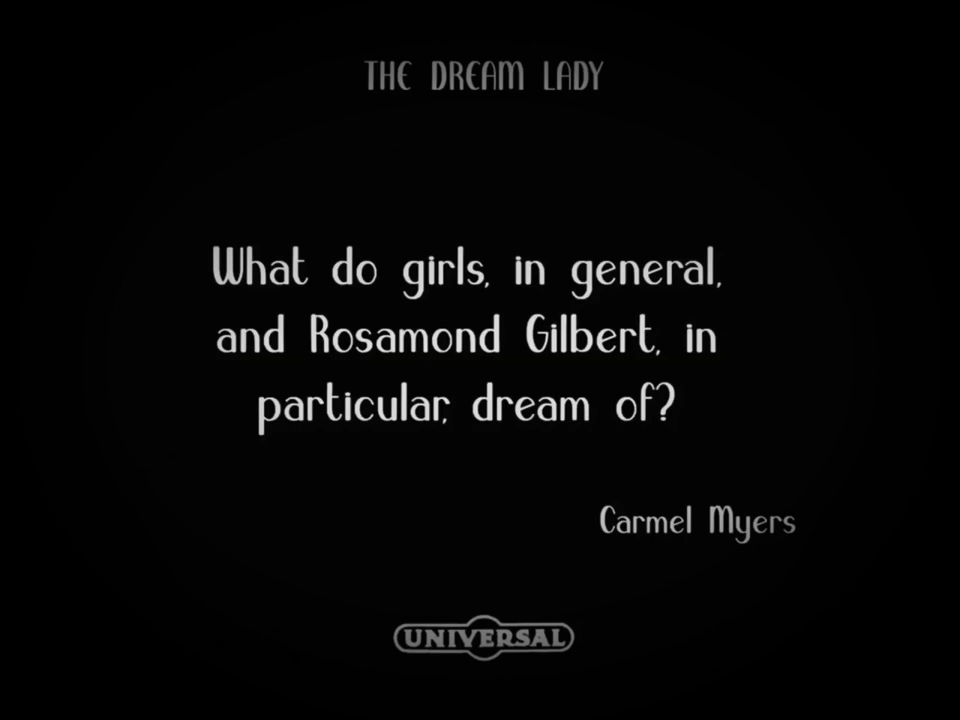 THE DREAM LADY
What do girls, in general,
and Rosamond Gilbert, in
particular, dream of?
Carmel Myers
UNIVERSAL